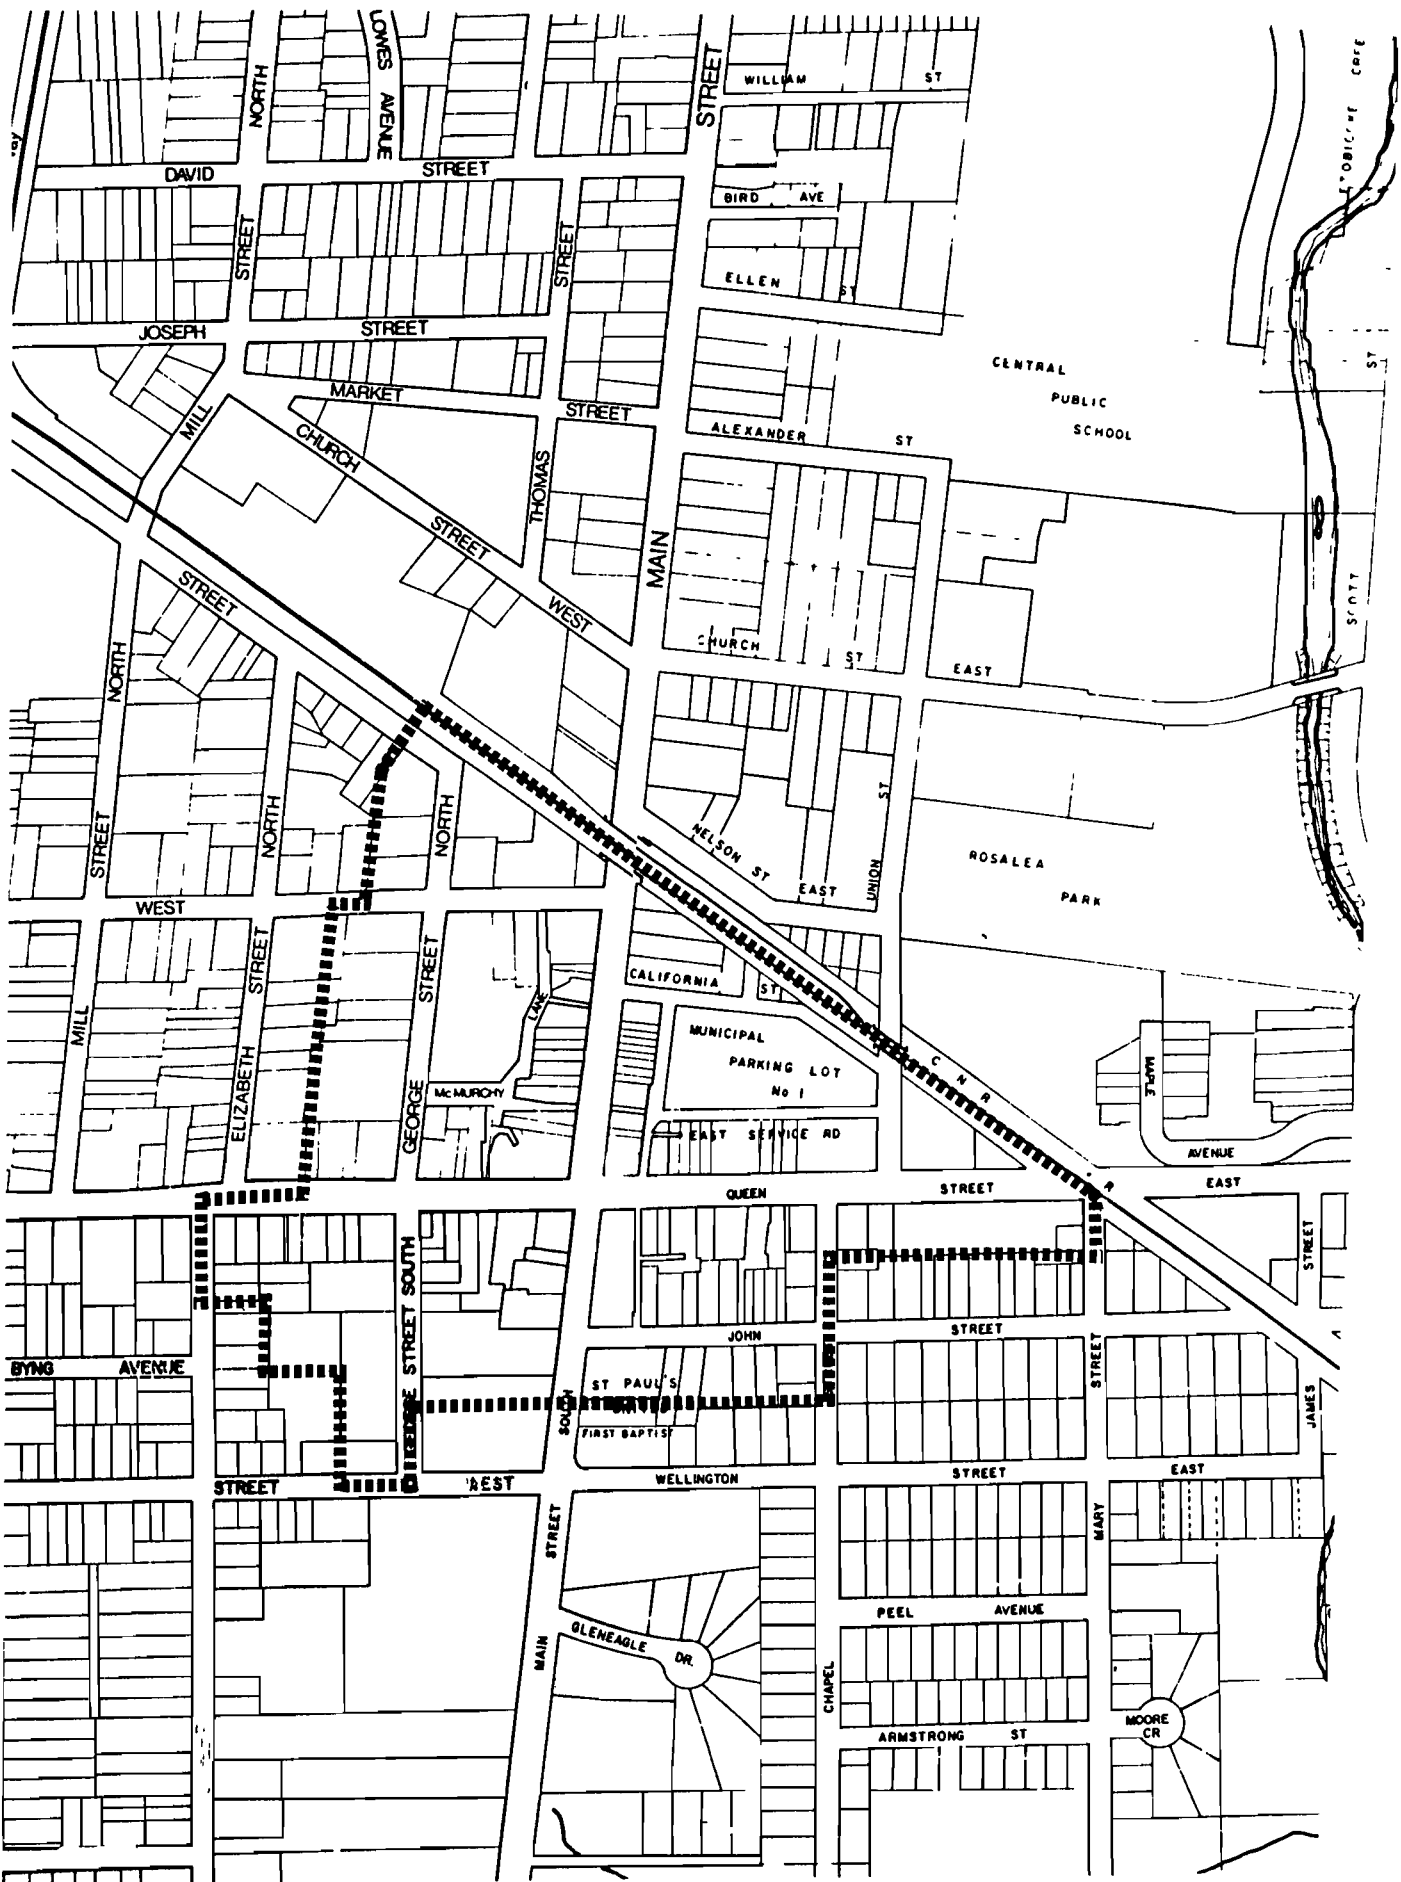 LOWES AVENUE
NORTH
STREET
WILLIAM ST
ETOBICOKE
DAVID STREET
BIRD AVE
STREET
STREET
ELLEN ST
JOSEPH STREET
CENTRAL
PUBLIC
SCHOOL
ST
MARKET STREET
MILL
CHURCH
ALEXANDER ST
THOMAS
STREET
MAIN
WEST
STREET
SCOTT
NORTH
CHURCH ST EAST
STREET
NORTH
NORTH
NELSON ST
EAST
UNION
ST
ROSALEA
PARK
WEST
STREET
STREET
CALIFORNIA ST
LANE
MILL
MUNICIPAL
PARKING LOT
No 1
C N R
R
MAPLE
AVENUE
ELIZABETH
GEORGE
Mc MURCHY
EAST SERVICE RD
QUEEN STREET EAST
STREET
GEORGE STREET SOUTH
JOHN STREET
BYNG AVENUE
STREET
JAMES
ST PAUL'S
SOUTH
FIRST BAPTIST
STREET WEST
WELLINGTON STREET EAST
STREET
MARY
PEEL AVENUE
GLENEAGLE DR.
MAIN
CHAPEL
ARMSTRONG ST
MOORE
CR